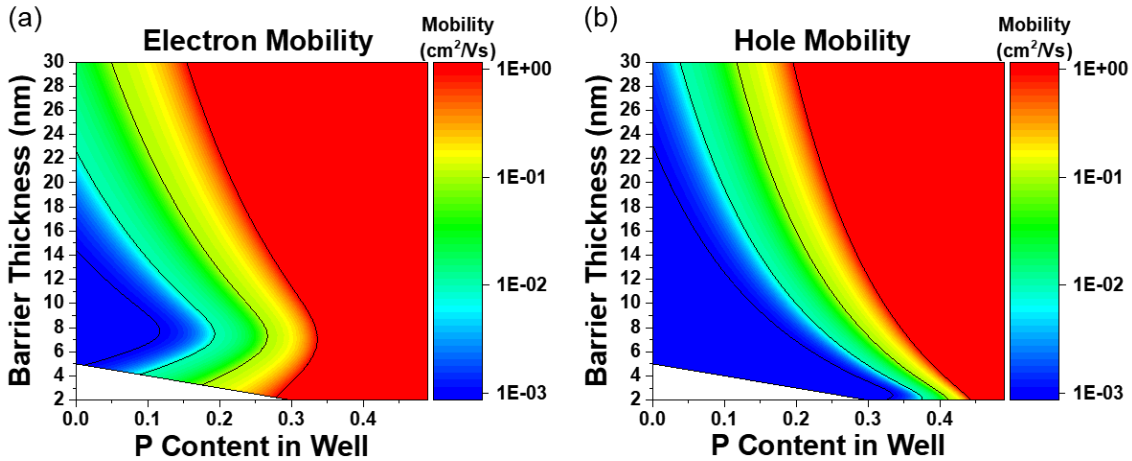 (a)
Electron Mobility
Mobility
(cm²/Vs)
Barrier Thickness (nm)
30
28
26
24
22
20
18
16
14
12
10
8
6
4
2
0.0
0.1
0.2
0.3
0.4
P Content in Well
1E+00
1E-01
1E-02
1E-03
(b)
Hole Mobility
Mobility
(cm²/Vs)
Barrier Thickness (nm)
30
28
26
24
22
20
18
16
14
12
10
8
6
4
2
0.0
0.1
0.2
0.3
0.4
P Content in Well
1E+00
1E-01
1E-02
1E-03